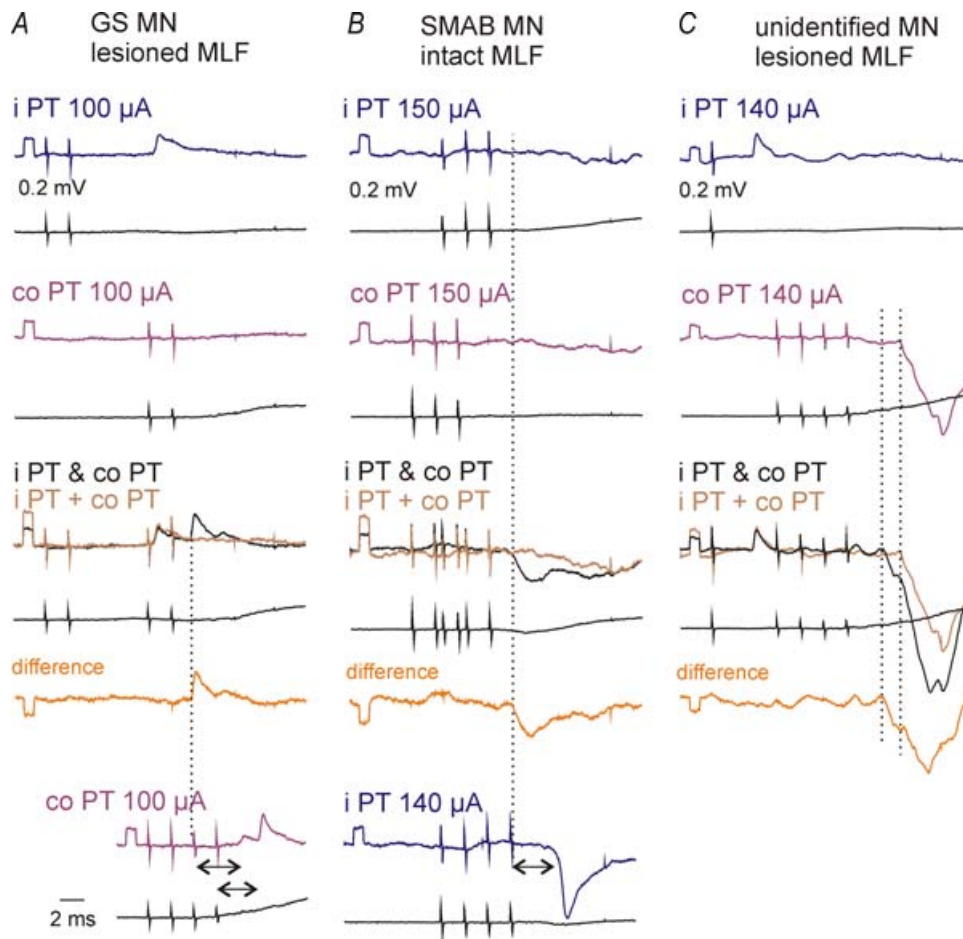 A GS MN
lesioned MLF
B SMAB MN
intact MLF
C unidentified MN
lesioned MLF
i PT 100 µA
i PT 150 µA
i PT 140 µA
0.2 mV
0.2 mV
co PT 100 µA
co PT 150 µA
co PT 140 µA
i PT & co PT
i PT + co PT
i PT & co PT
i PT + co PT
i PT & co PT
i PT + co PT
difference
difference
difference
co PT 100 µA
i PT 140 µA
2 ms